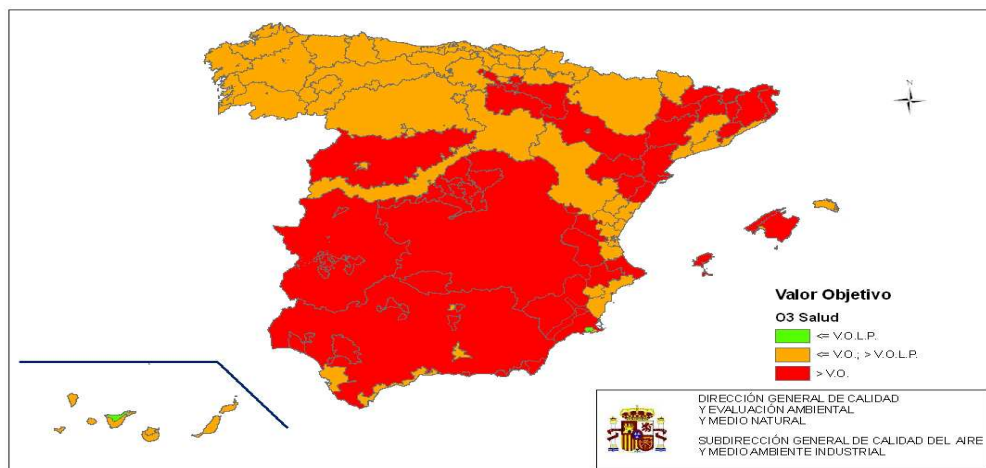 N
Valor Objetivo
O3 Salud
<= V.O.L.P.
<= V.O.; > V.O.L.P.
> V.O.
DIRECCIÓN GENERAL DE CALIDAD
Y EVALUACIÓN AMBIENTAL
Y MEDIO NATURAL
SUBDIRECCIÓN GENERAL DE CALIDAD DEL AIRE
Y MEDIO AMBIENTE INDUSTRIAL